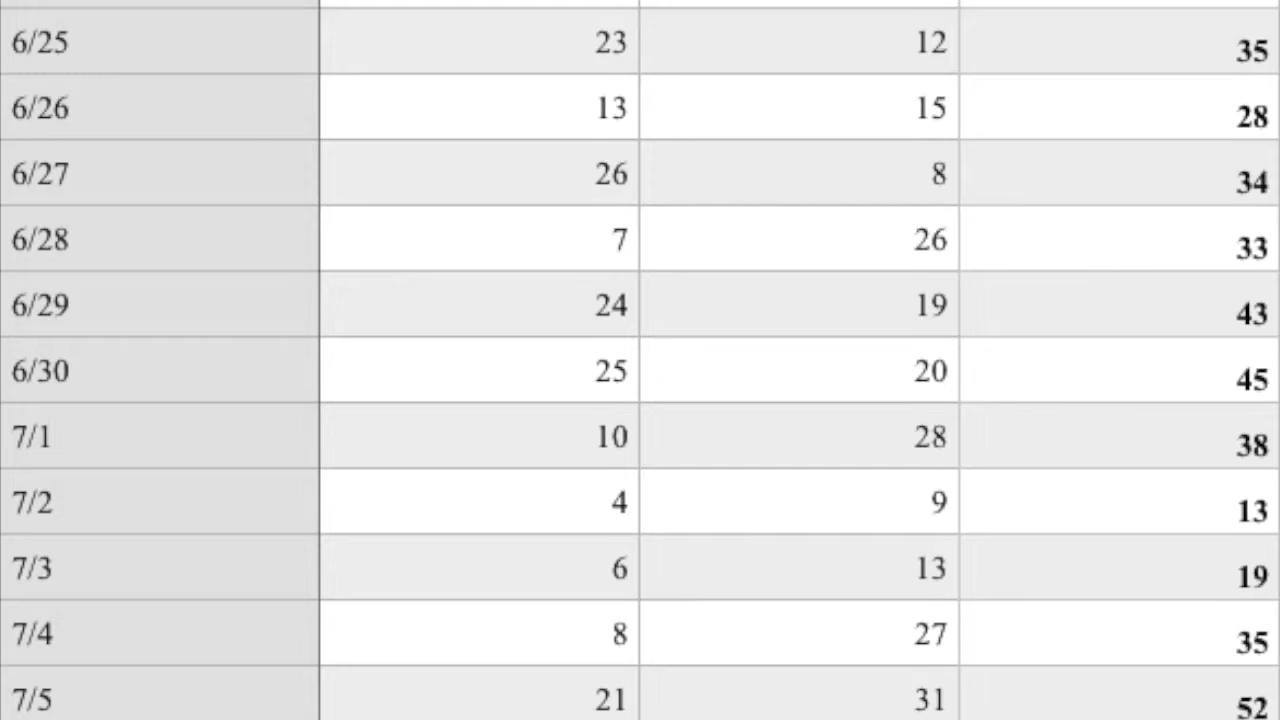 6/25 23 12 35
6/26 13 15 28
6/27 26 8 34
6/28 7 26 33
6/29 24 19 43
6/30 25 20 45
7/1 10 28 38
7/2 4 9 13
7/3 6 13 19
7/4 8 27 35
7/5 21 31 52